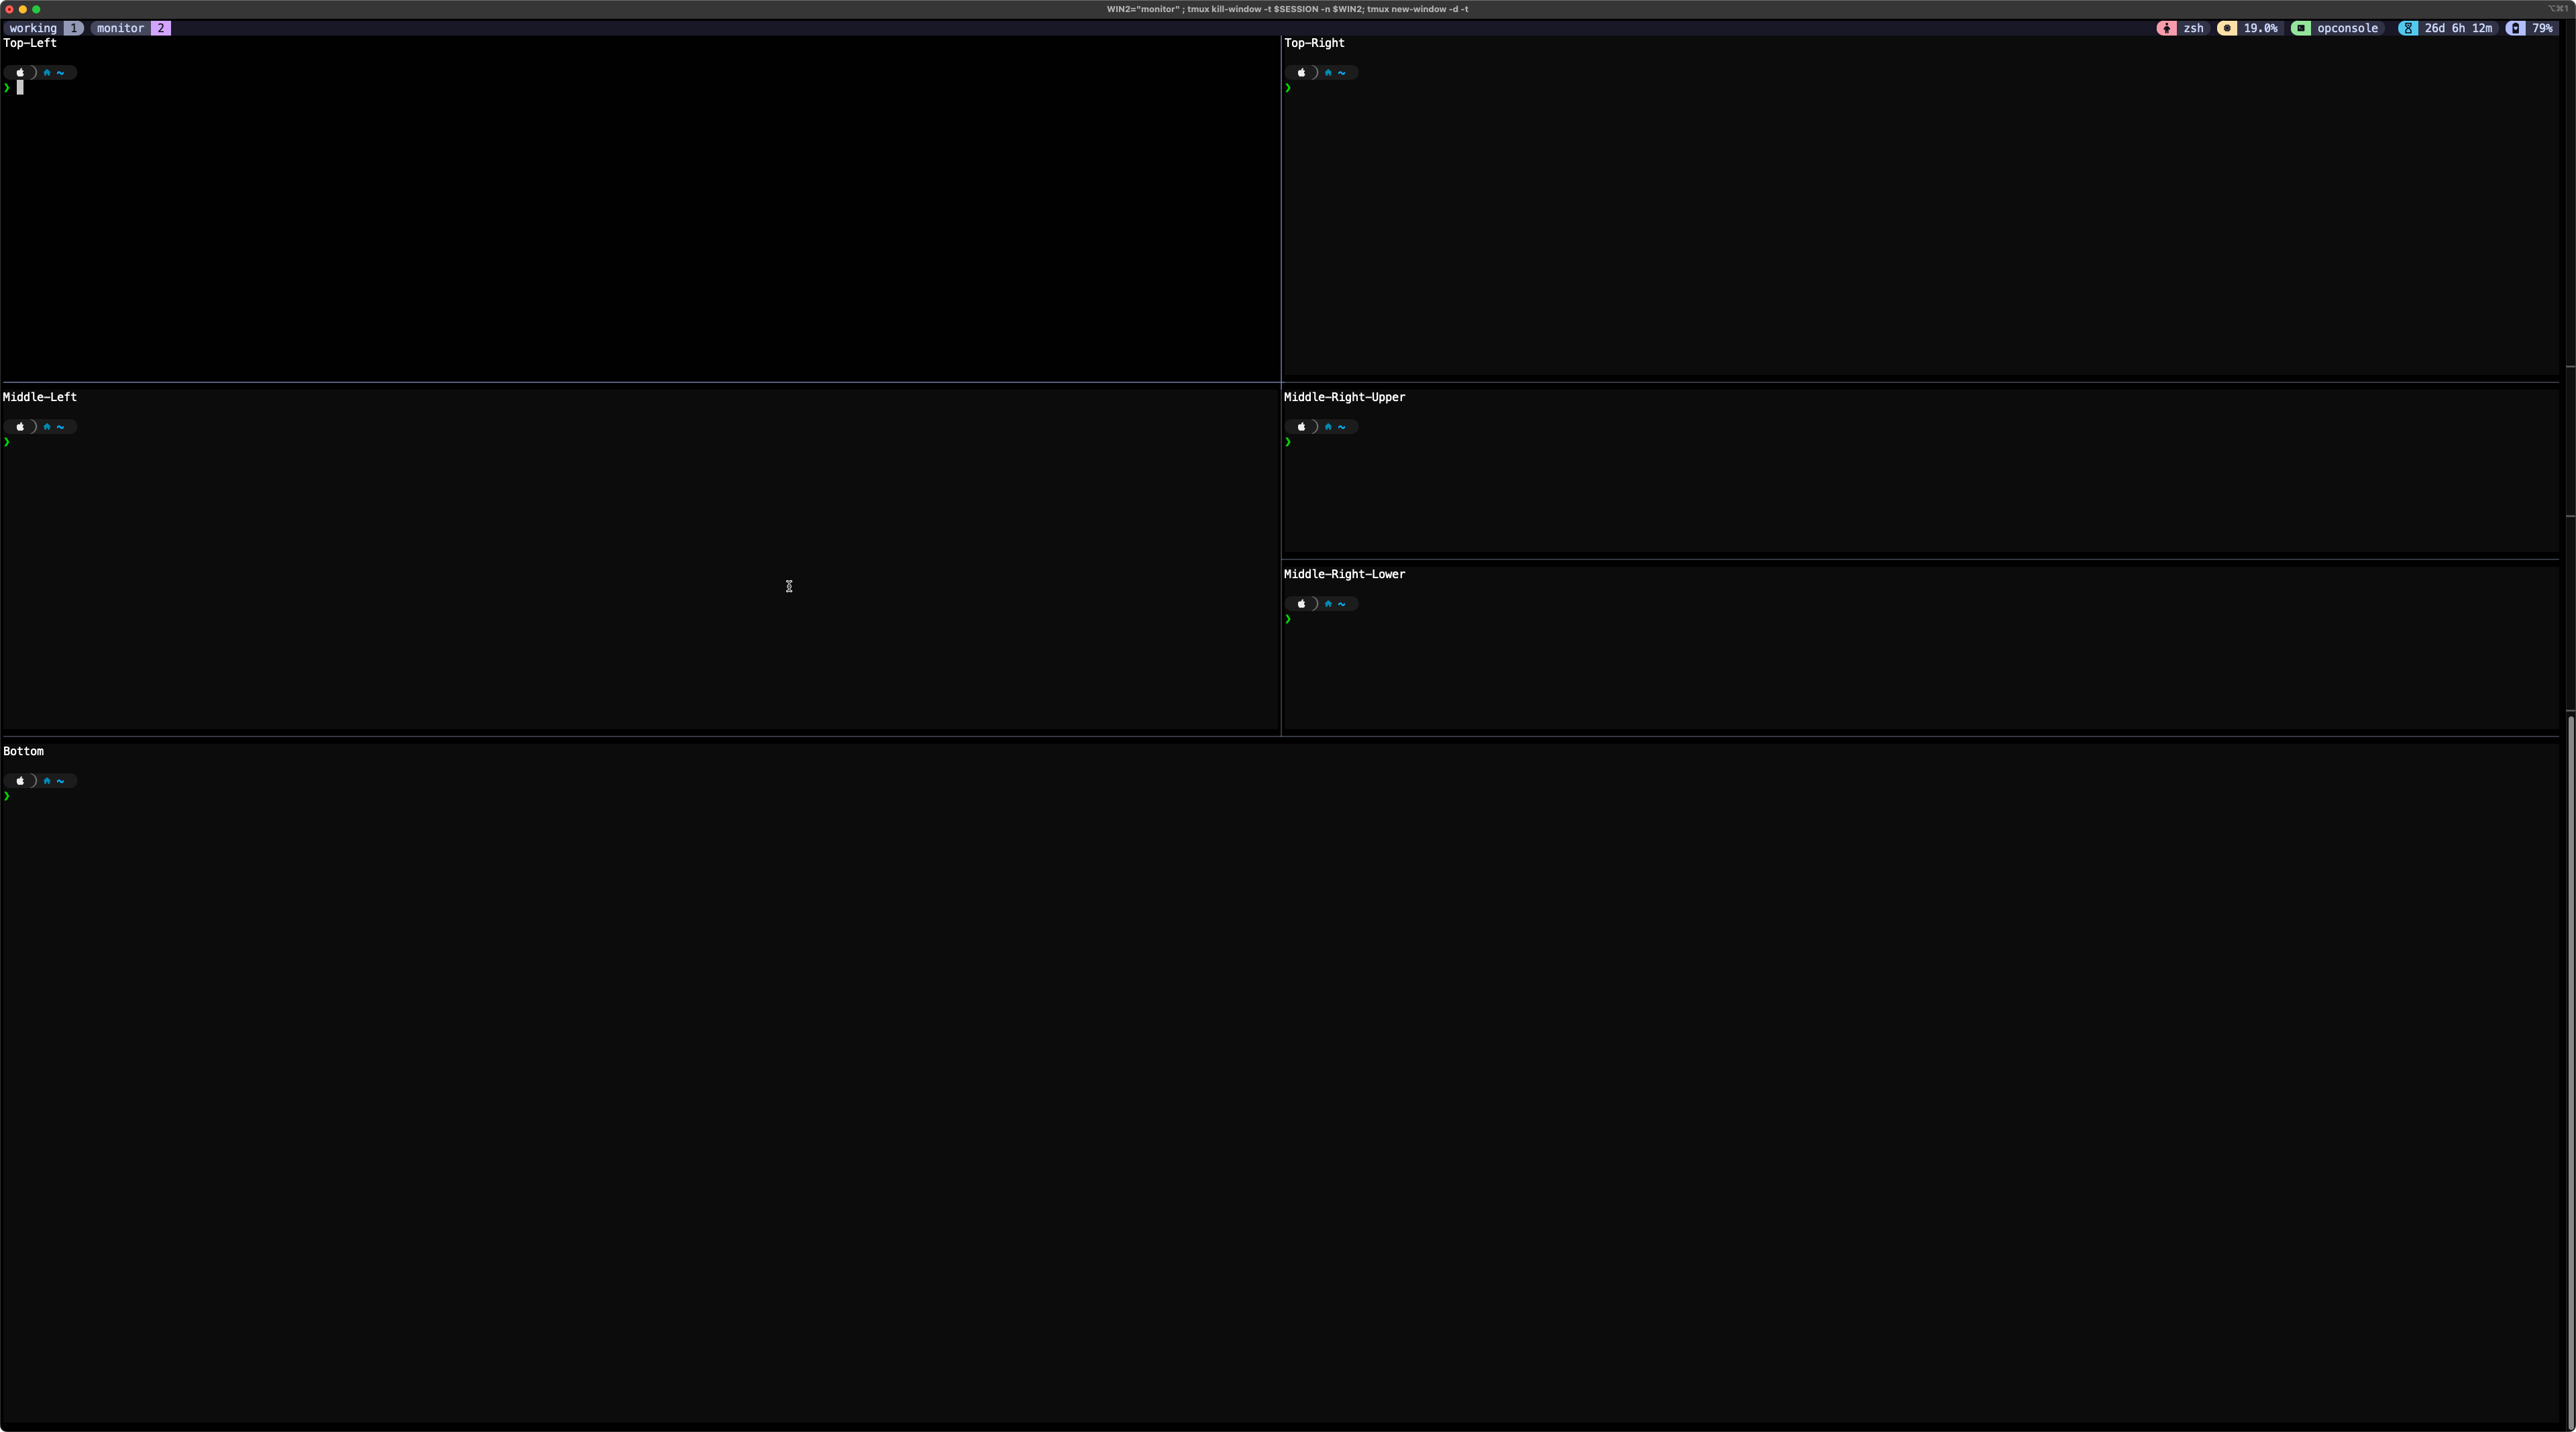 WIN2="monitor" ; tmux kill-window -t $SESSION -n $WIN2; tmux new-window -d -t
⌥⌘1
working 1 monitor 2
zsh 19.0% opconsole 26d 6h 12m 79%
Top-Left
~
❯
Top-Right
~
❯
Middle-Left
~
❯
Middle-Right-Upper
~
❯
Middle-Right-Lower
~
❯
Bottom
~
❯